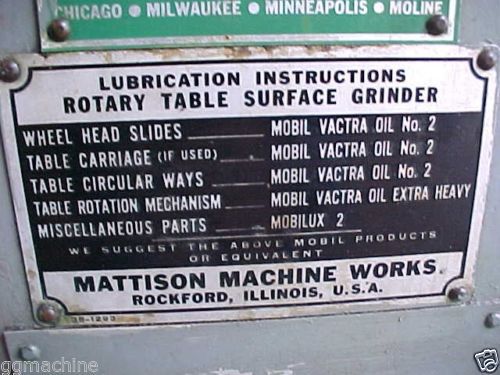 CHICAGO • MILWAUKEE • MINNEAPOLIS • MOLINE
LUBRICATION INSTRUCTIONS
ROTARY TABLE SURFACE GRINDER
WHEEL HEAD SLIDES MOBIL VACTRA OIL No. 2
TABLE CARRIAGE (IF USED) MOBIL VACTRA OIL No. 2
TABLE CIRCULAR WAYS MOBIL VACTRA OIL No. 2
TABLE ROTATION MECHANISM MOBIL VACTRA OIL EXTRA HEAVY
MISCELLANEOUS PARTS MOBILUX 2
WE SUGGEST THE ABOVE MOBIL PRODUCTS
OR EQUIVALENT
MATTISON MACHINE WORKS
ROCKFORD, ILLINOIS, U.S.A.
38-1293
ggmachine